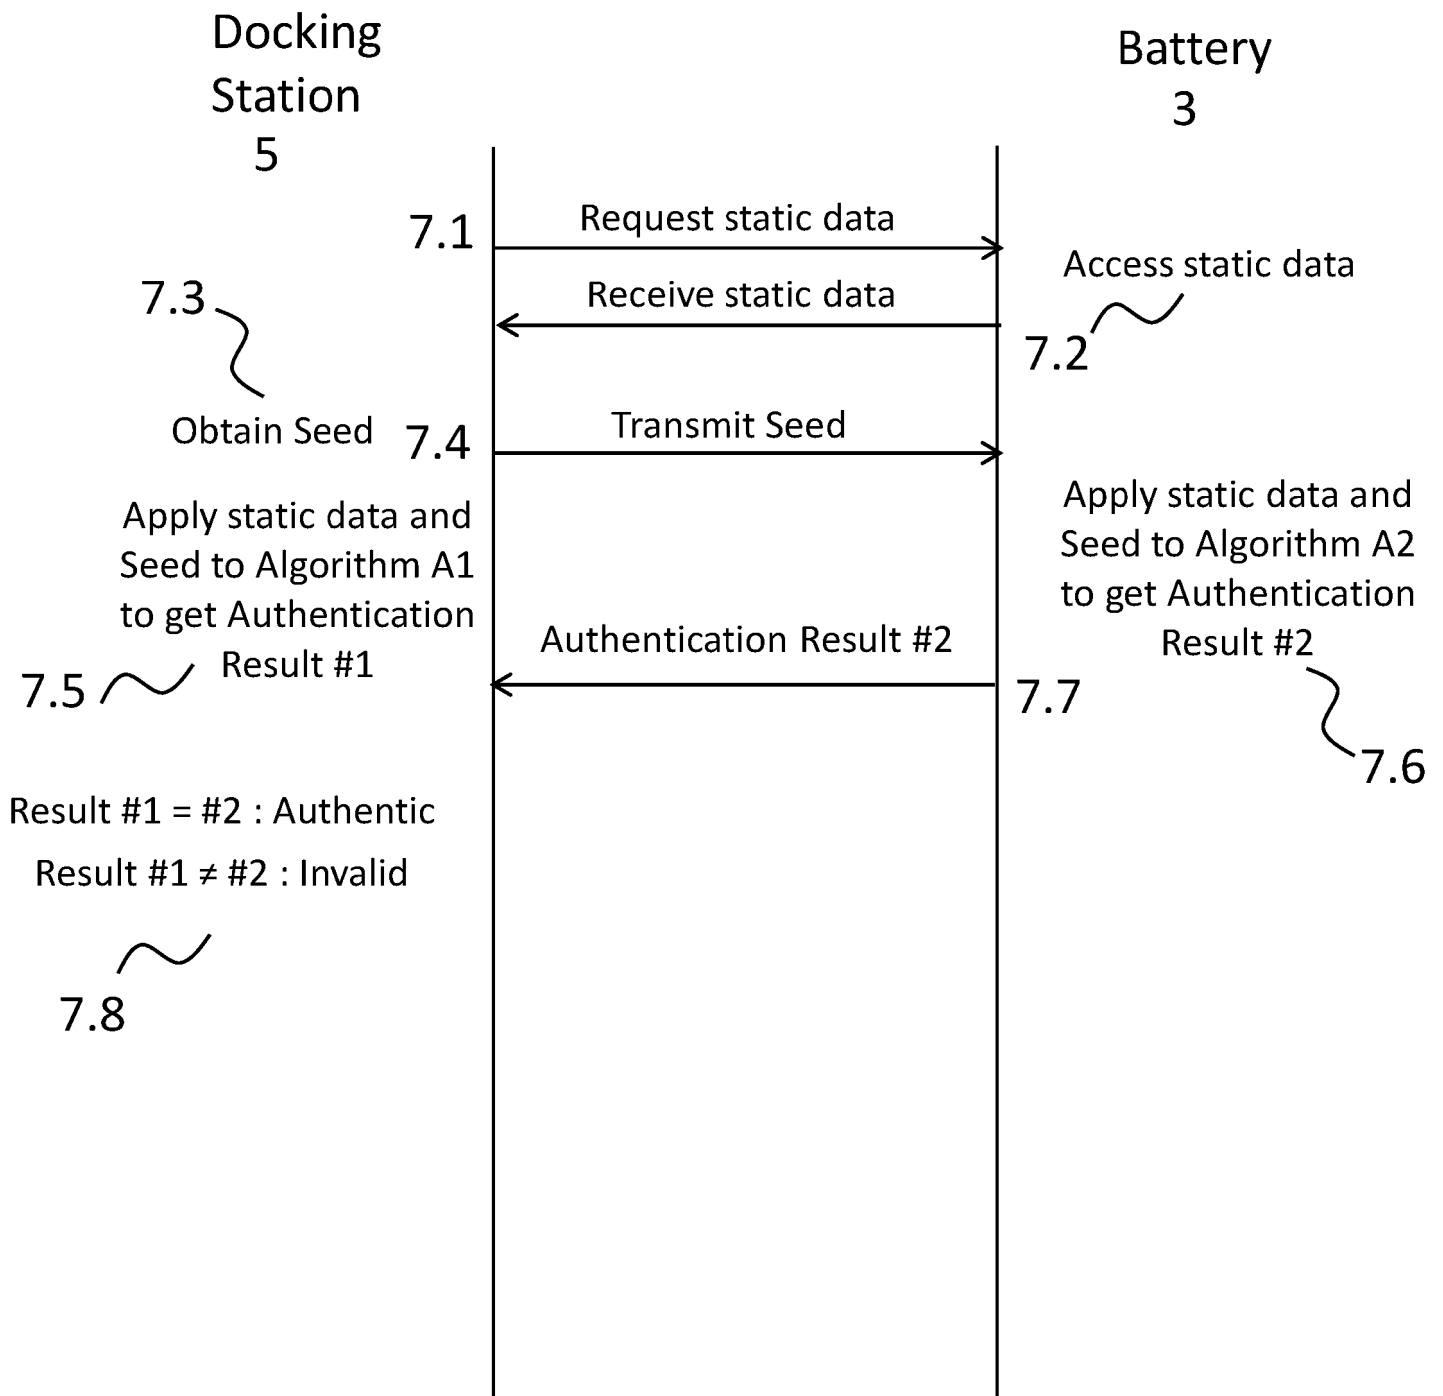 Docking
Station
5
Battery
3
7.1
Request static data
Access static data
7.3
Receive static data
7.2
Obtain Seed
7.4
Transmit Seed
Apply static data and
Seed to Algorithm A1
to get Authentication
Result #1
7.5
Apply static data and
Seed to Algorithm A2
to get Authentication
Result #2
Authentication Result #2
7.7
7.6
Result #1 = #2 : Authentic
Result #1 ≠ #2 : Invalid
7.8